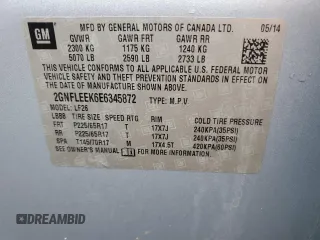 GM
MFD BY GENERAL MOTORS OF CANADA LTD. 05/14
GVWR GAWR FRT GAWR RR
2300 KG 1175 KG 1240 KG
5070 LB 2590 LB 2733 LB
THIS VEHICLE CONFORMS TO ALL APPLICABLE U.S. FEDERAL
MOTOR VEHICLE SAFETY, BUMPER, AND THEFT
PREVENTION STANDARDS IN EFFECT ON THE
DATE OF MANUFACTURE SHOWN ABOVE.
2GNFLEEK6E6345872 TYPE: M.P.V
MODEL: LF26
TIRE SIZE SPEED RTG RIM COLD TIRE PRESSURE
FRT P225/65R17 T 17X7J 240KPA(35PSI)
RR P225/65R17 T 17X7J 240KPA(35PSI)
SPA T145/70R17 M 17X4.5T 420KPA(60PSI)
SEE OWNER'S MANUAL FOR ADDITIONAL INFORMATION.
DREAMBID